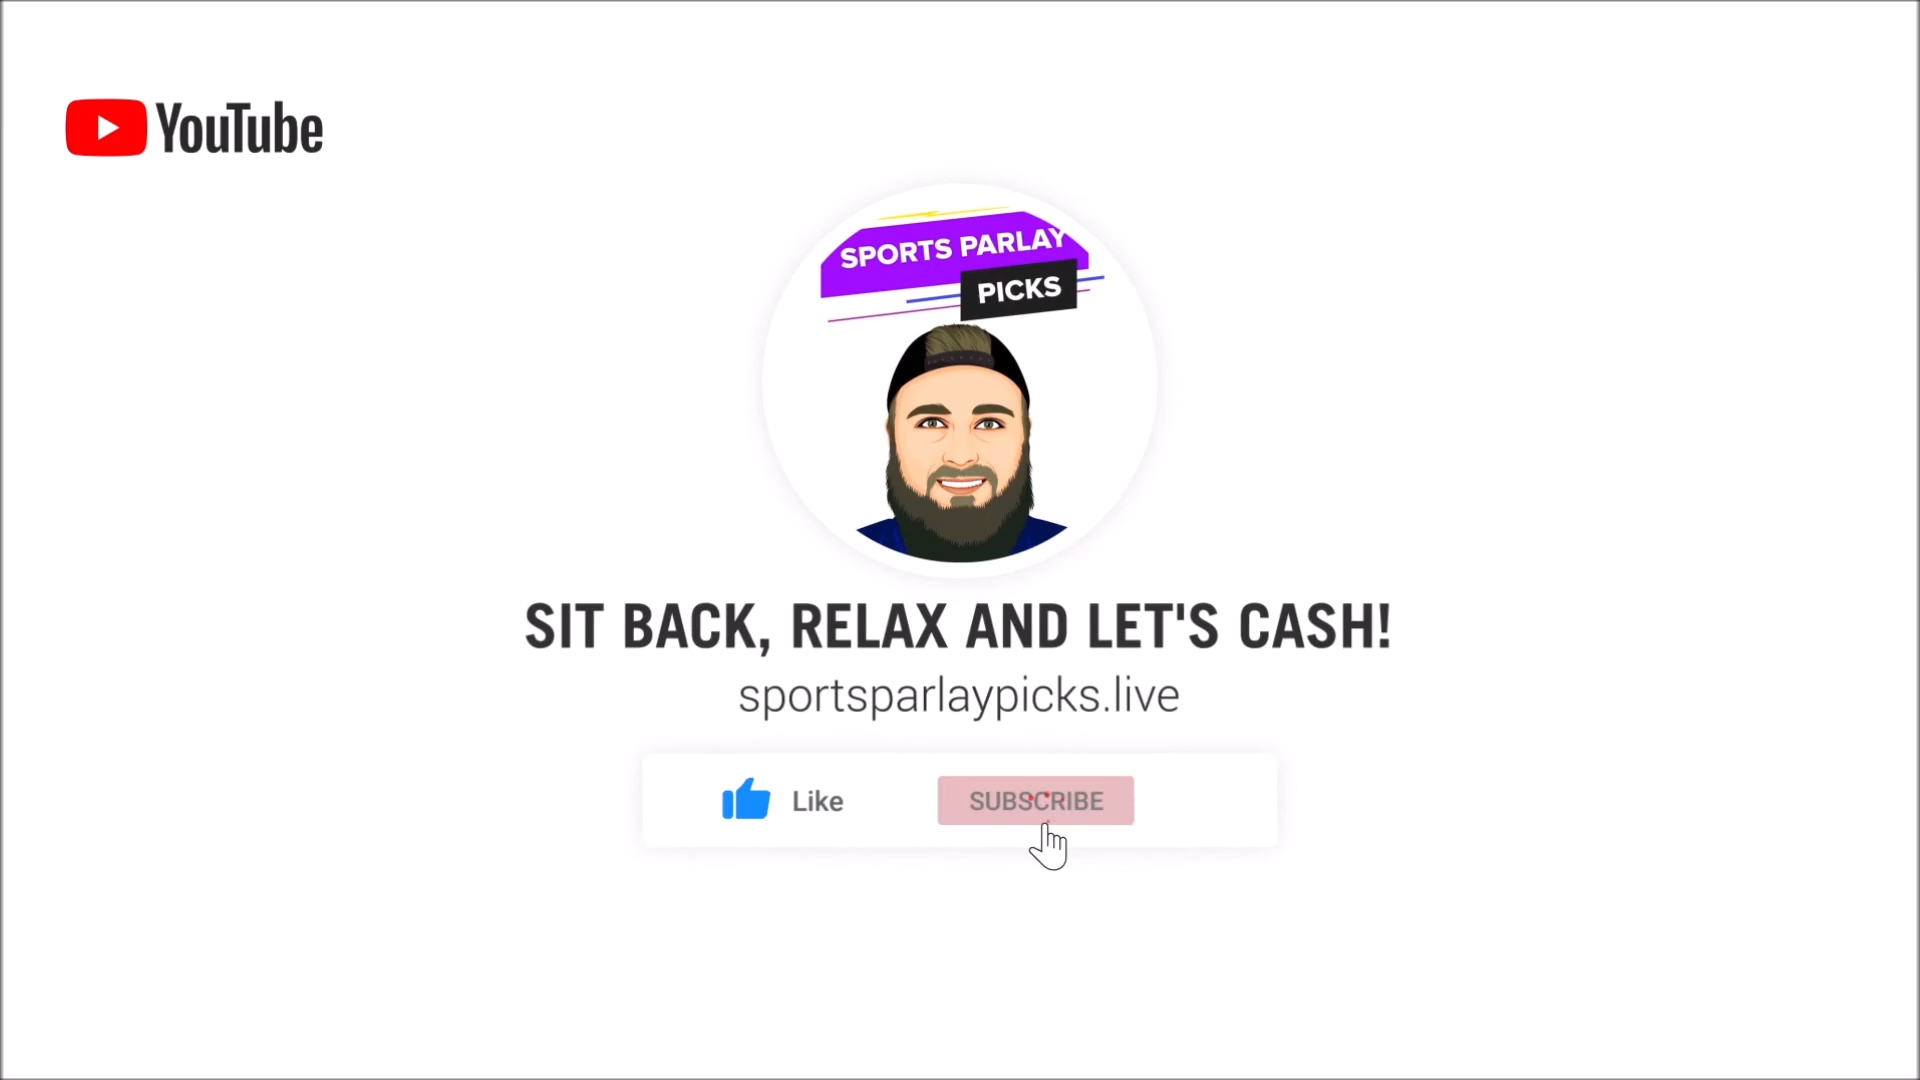 YouTube
SPORTS PARLAY
PICKS
SIT BACK, RELAX AND LET'S CASH!
sportsparlaypicks.live
Like
SUBSCRIBE